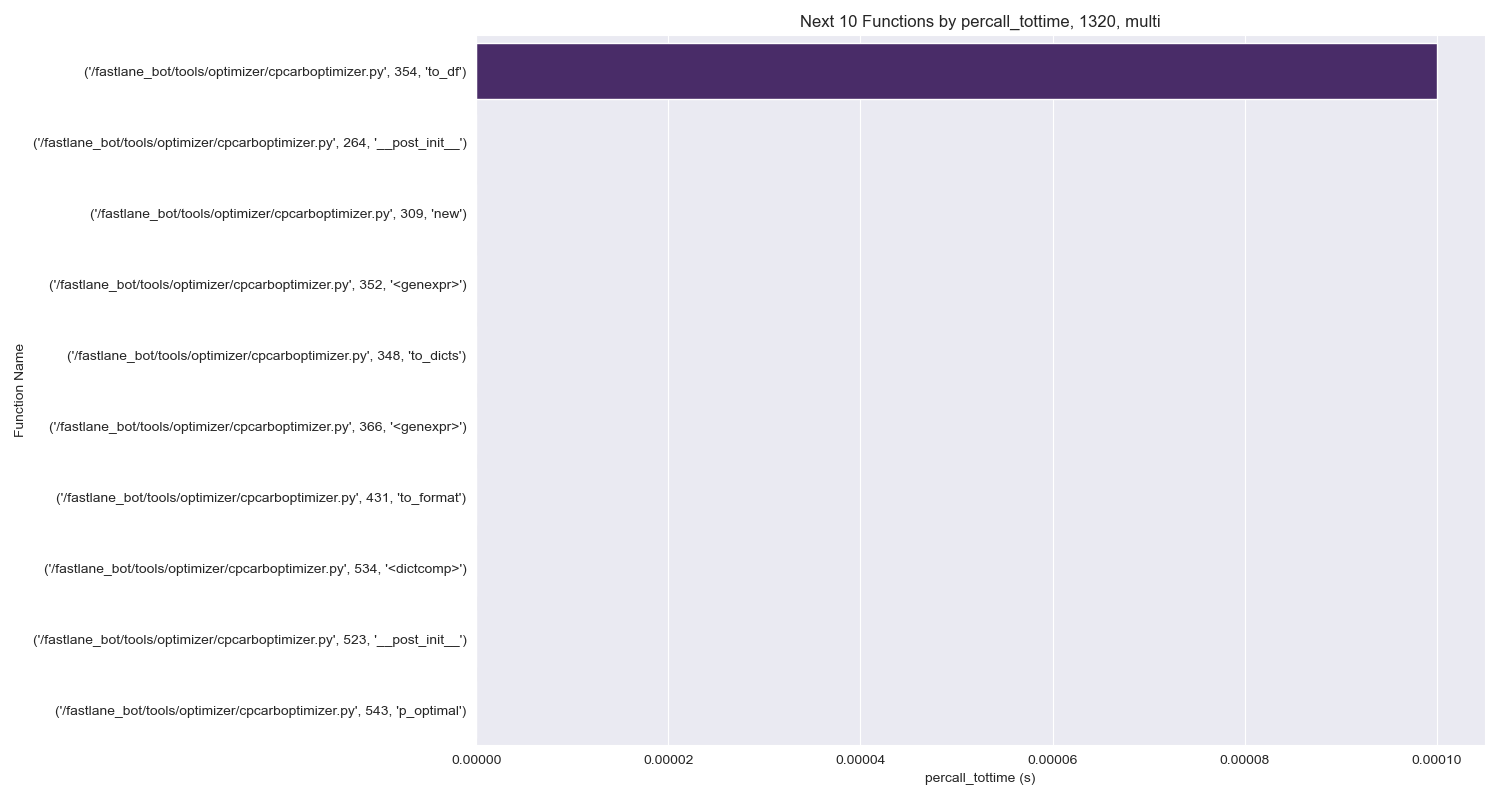 Next 10 Functions by percall_tottime, 1320, multi
Function Name
('/fastlane_bot/tools/optimizer/cpcarboptimizer.py', 354, 'to_df')
('/fastlane_bot/tools/optimizer/cpcarboptimizer.py', 264, '__post_init__')
('/fastlane_bot/tools/optimizer/cpcarboptimizer.py', 309, 'new')
('/fastlane_bot/tools/optimizer/cpcarboptimizer.py', 352, '<genexpr>')
('/fastlane_bot/tools/optimizer/cpcarboptimizer.py', 348, 'to_dicts')
('/fastlane_bot/tools/optimizer/cpcarboptimizer.py', 366, '<genexpr>')
('/fastlane_bot/tools/optimizer/cpcarboptimizer.py', 431, 'to_format')
('/fastlane_bot/tools/optimizer/cpcarboptimizer.py', 534, '<dictcomp>')
('/fastlane_bot/tools/optimizer/cpcarboptimizer.py', 523, '__post_init__')
('/fastlane_bot/tools/optimizer/cpcarboptimizer.py', 543, 'p_optimal')
0.00000 0.00002 0.00004 0.00006 0.00008 0.00010
percall_tottime (s)